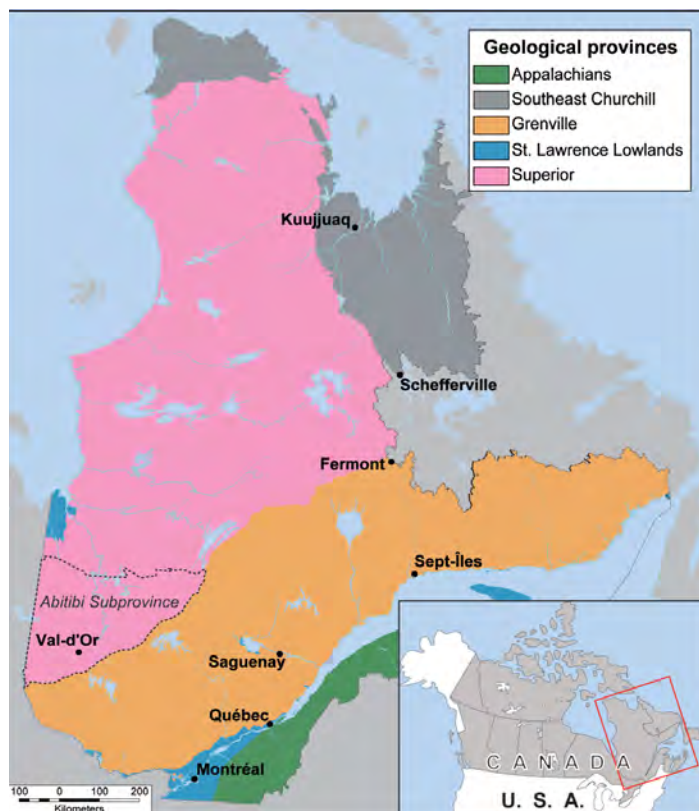 Geological provinces
Appalachians
Southeast Churchill
Grenville
St. Lawrence Lowlands
Superior
Kuujjuaq
Schefferville
Fermont
Sept-Îles
Abitibi Subprovince
Val-d'Or
Saguenay
Québec
Montréal
100 0 100 200
Kilometers
CANADA
U. S. A.